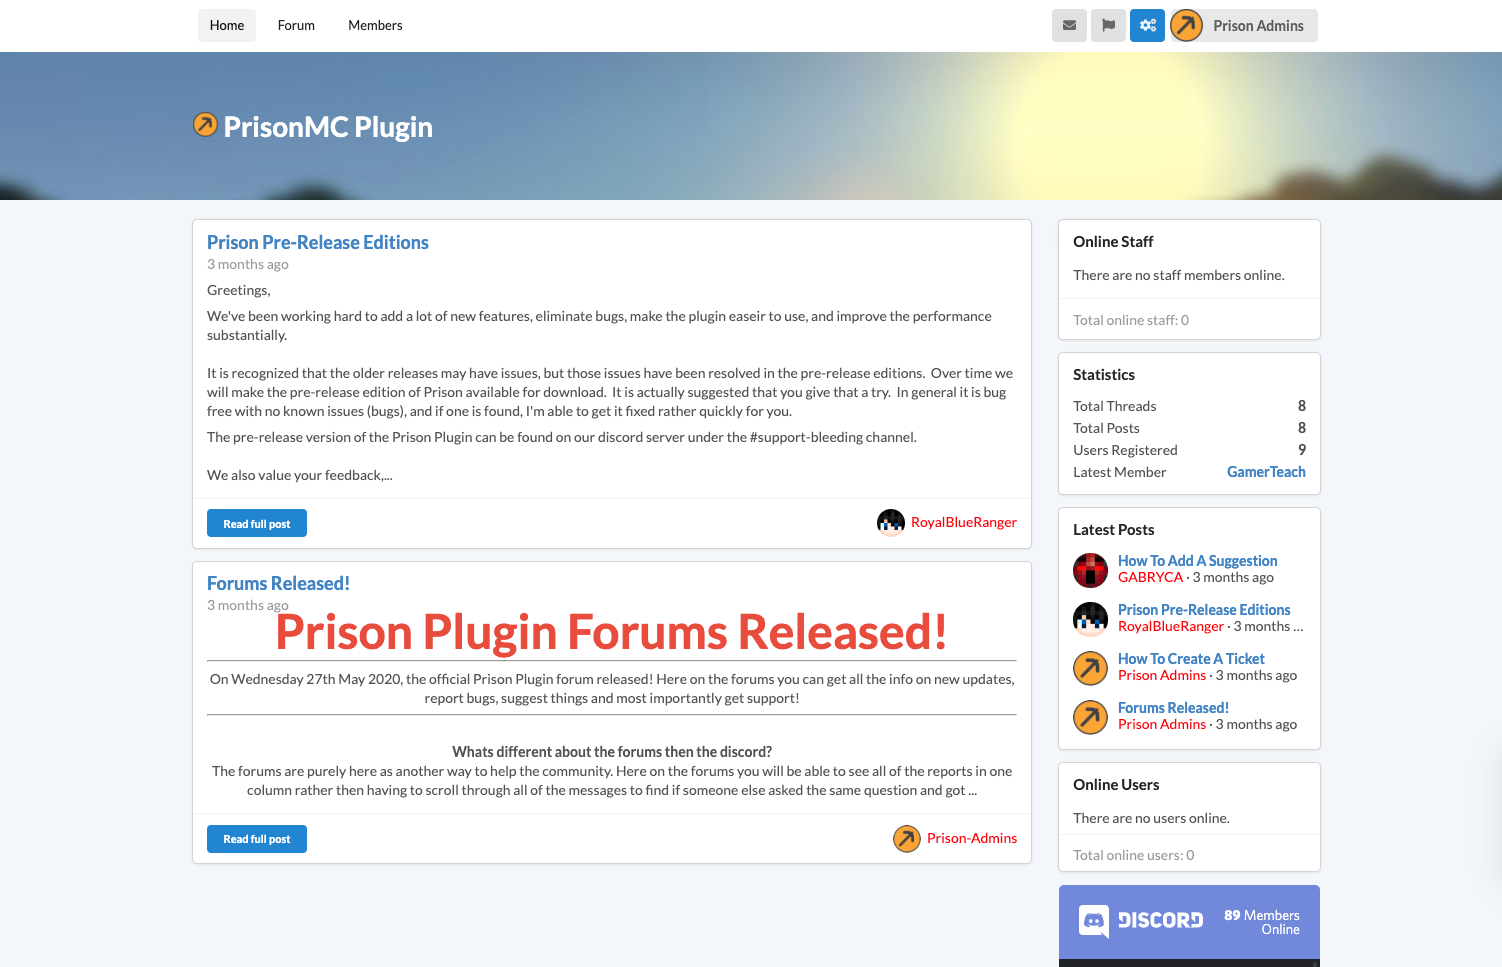 Home Forum Members Prison Admins
PrisonMC Plugin
Prison Pre-Release Editions
3 months ago
Greetings,
We've been working hard to add a lot of new features, eliminate bugs, make the plugin easeir to use, and improve the performance
substantially.
It is recognized that the older releases may have issues, but those issues have been resolved in the pre-release editions. Over time we
will make the pre-release edition of Prison available for download. It is actually suggested that you give that a try. In general it is bug
free with no known issues (bugs), and if one is found, I'm able to get it fixed rather quickly for you.
The pre-release version of the Prison Plugin can be found on our discord server under the #support-bleeding channel.
We also value your feedback,...
Read full post RoyalBlueRanger
Forums Released!
3 months ago
Prison Plugin Forums Released!
On Wednesday 27th May 2020, the official Prison Plugin forum released! Here on the forums you can get all the info on new updates,
report bugs, suggest things and most importantly get support!
Whats different about the forums then the discord?
The forums are purely here as another way to help the community. Here on the forums you will be able to see all of the reports in one
column rather then having to scroll through all of the messages to find if someone else asked the same question and got ...
Read full post Prison-Admins
Online Staff
There are no staff members online.
Total online staff: 0
Statistics
Total Threads 8
Total Posts 8
Users Registered 9
Latest Member GamerTeach
Latest Posts
How To Add A Suggestion
GABRYCA · 3 months ago
Prison Pre-Release Editions
RoyalBlueRanger · 3 months ...
How To Create A Ticket
Prison Admins · 3 months ago
Forums Released!
Prison Admins · 3 months ago
Online Users
There are no users online.
Total online users: 0
DISCORD 89 Members
Online